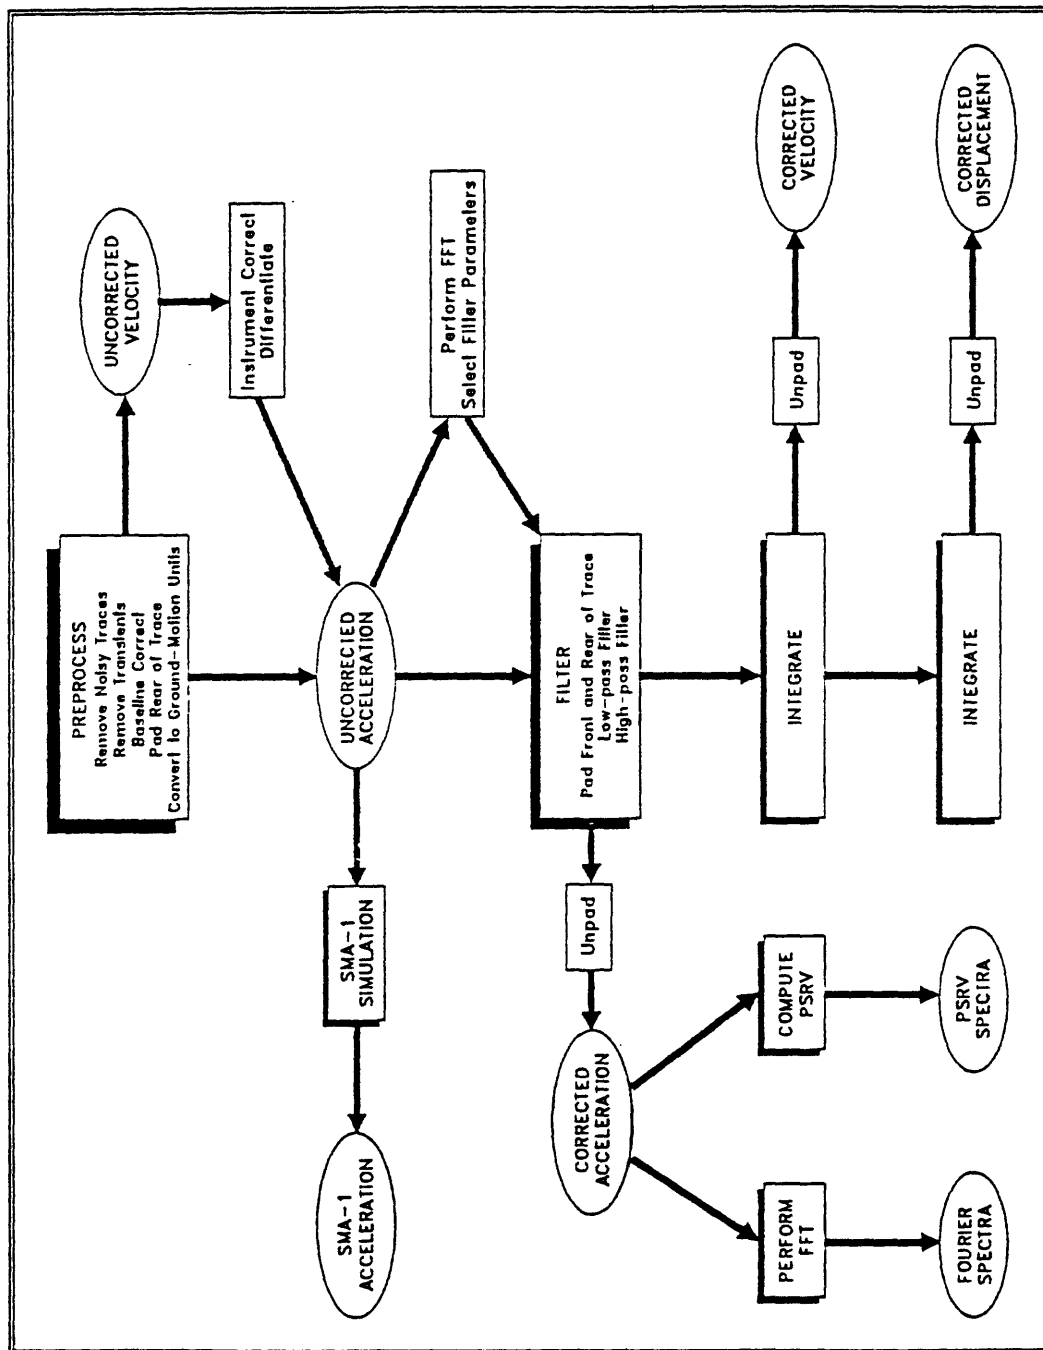 PREPROCESS
Remove Noisy Traces
Remove Transients
Baseline Correct
Pad Rear of Trace
Convert to Ground-Motion Units
UNCORRECTED
VELOCITY
Instrument Correct
Differentiate
SMA-1
ACCELERATION
SMA-1
SIMULATION
UNCORRECTED
ACCELERATION
Perform FFT
Select Filter Parameters
CORRECTED
ACCELERATION
Unpad
FILTER
Pad Front and Rear of Trace
Low-pass Filter
High-pass Filter
PERFORM
FFT
COMPUTE
PSRV
INTEGRATE
Unpad
CORRECTED
VELOCITY
FOURIER
SPECTRA
PSRV
SPECTRA
INTEGRATE
Unpad
CORRECTED
DISPLACEMENT